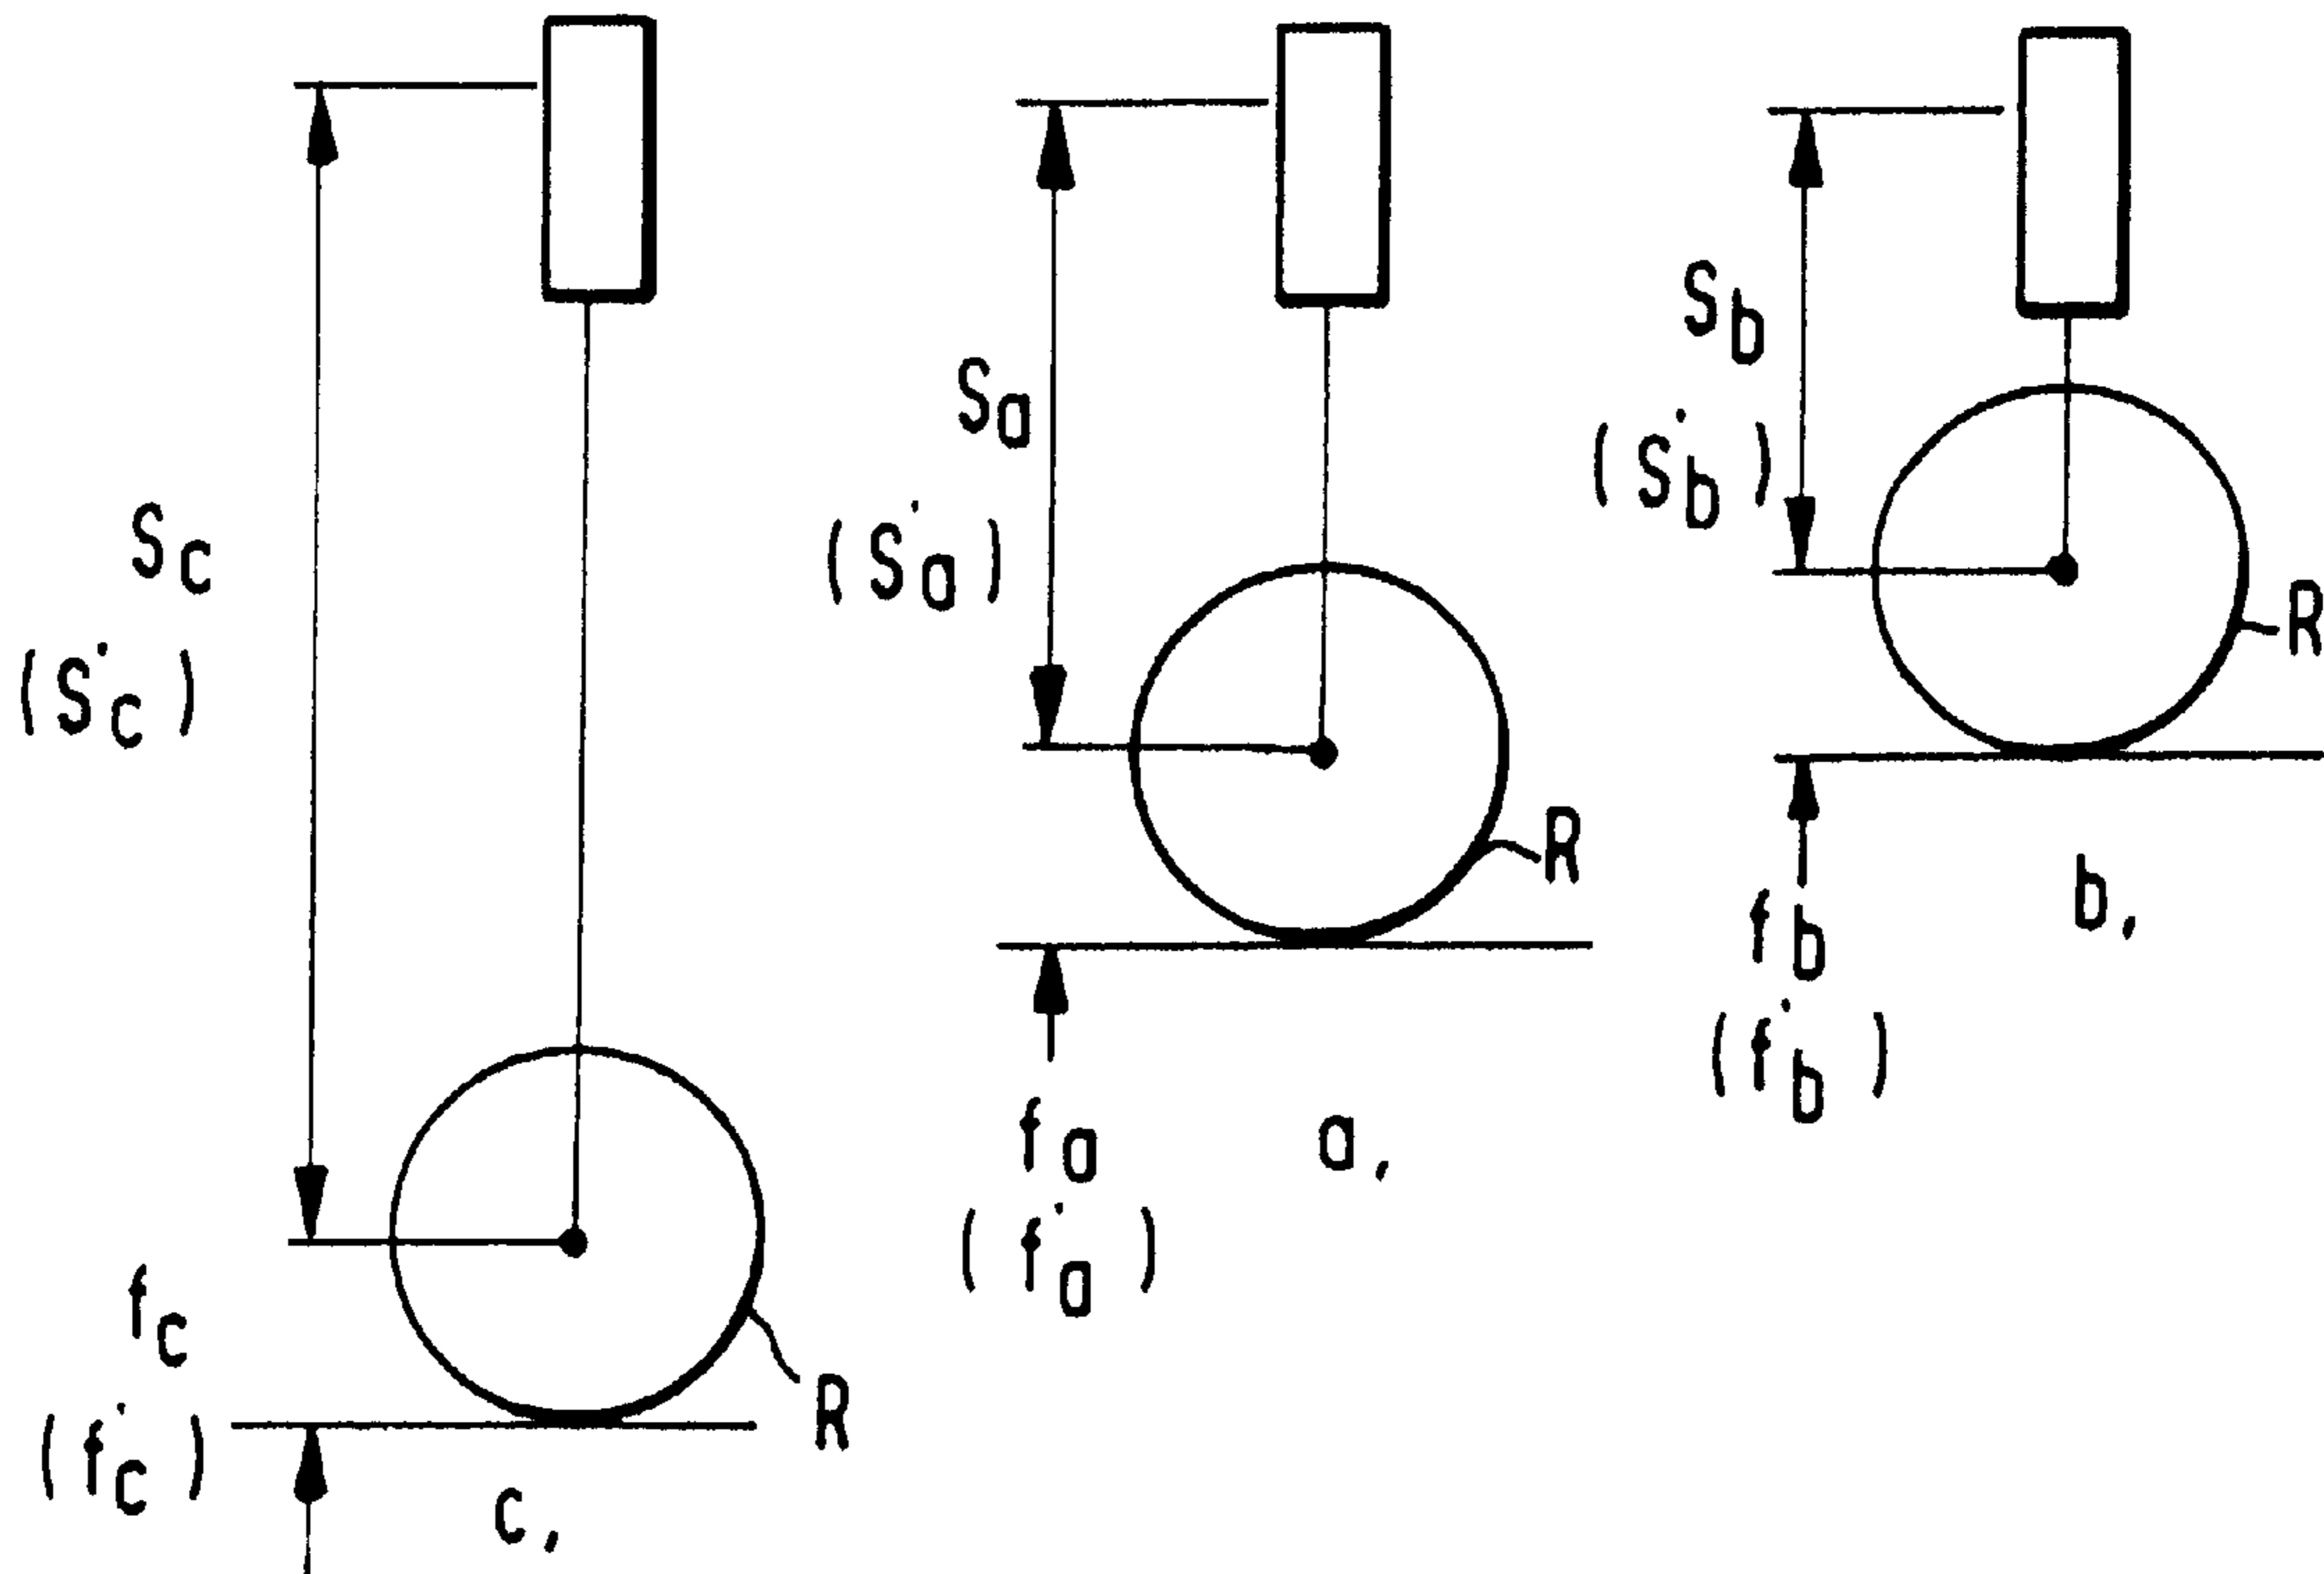 Sc
(S˙c)
fc
(f˙c)
R
c,
Sa
(S˙a)
R
fa
(f˙a)
a,
Sb
(S˙b)
R
fb
(f˙b)
b,